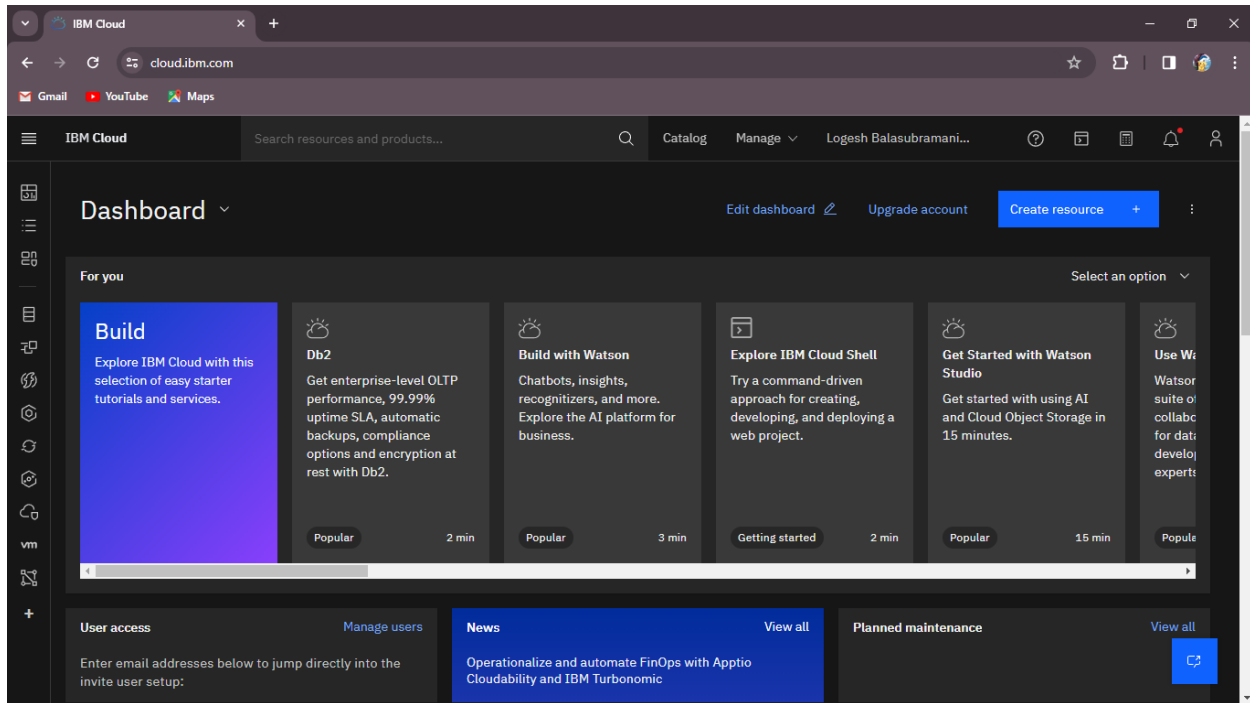 IBM Cloud
cloud.ibm.com
Gmail
YouTube
Maps
IBM Cloud
Search resources and products...
Catalog
Manage
Logesh Balasubramani...
Dashboard
Edit dashboard
Upgrade account
Create resource +
For you
Select an option
Build
Explore IBM Cloud with this
selection of easy starter
tutorials and services.
Db2
Get enterprise-level OLTP
performance, 99.99%
uptime SLA, automatic
backups, compliance
options and encryption at
rest with Db2.
Popular
2 min
Build with Watson
Chatbots, insights,
recognitizers, and more.
Explore the AI platform for
business.
Popular
3 min
Explore IBM Cloud Shell
Try a command-driven
approach for creating,
developing, and deploying a
web project.
Getting started
2 min
Get Started with Watson
Studio
Get started with using AI
and Cloud Object Storage in
15 minutes.
Popular
15 min
Use
suite
for
vm
User access
Manage users
Enter email addresses below to jump directly into the
invite user setup:
News
View all
Operationalize and automate FinOps with Apptio
Cloudability and IBM Turbonomic
Planned maintenance
View all